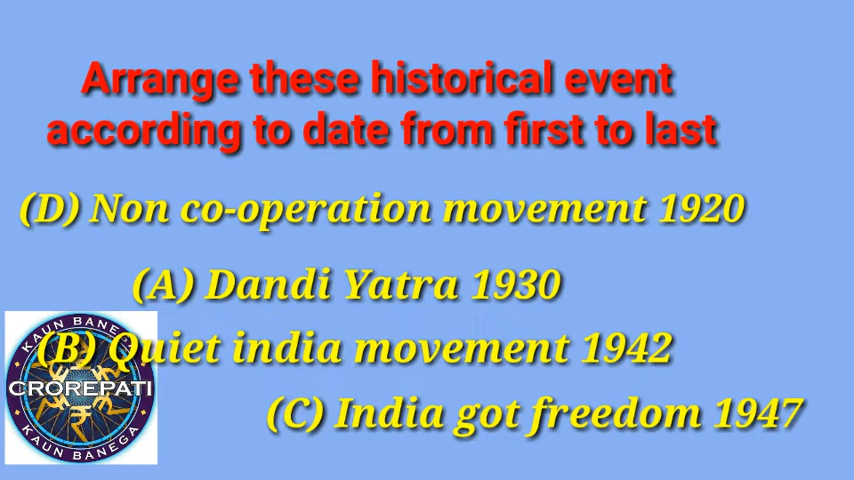 Arrange these historical event
according to date from first to last
(D) Non co-operation movement 1920
(A) Dandi Yatra 1930
(B) Quiet india movement 1942
(C) India got freedom 1947
KAUN BANEGA
CROREPATI
KAUN BANEGA